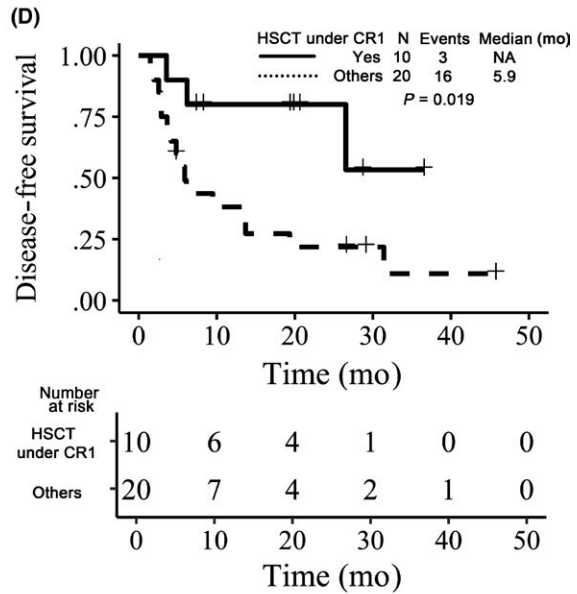 (D)
HSCT under CR1 N Events Median (mo)
Yes 10 3 NA
Others 20 16 5.9
P = 0.019
Disease-free survival
1.00
.75
.50
.25
.00
0 10 20 30 40 50
Time (mo)
Number
at risk
HSCT
under CR1
10 6 4 1 0 0
Others
20 7 4 2 1 0
0 10 20 30 40 50
Time (mo)